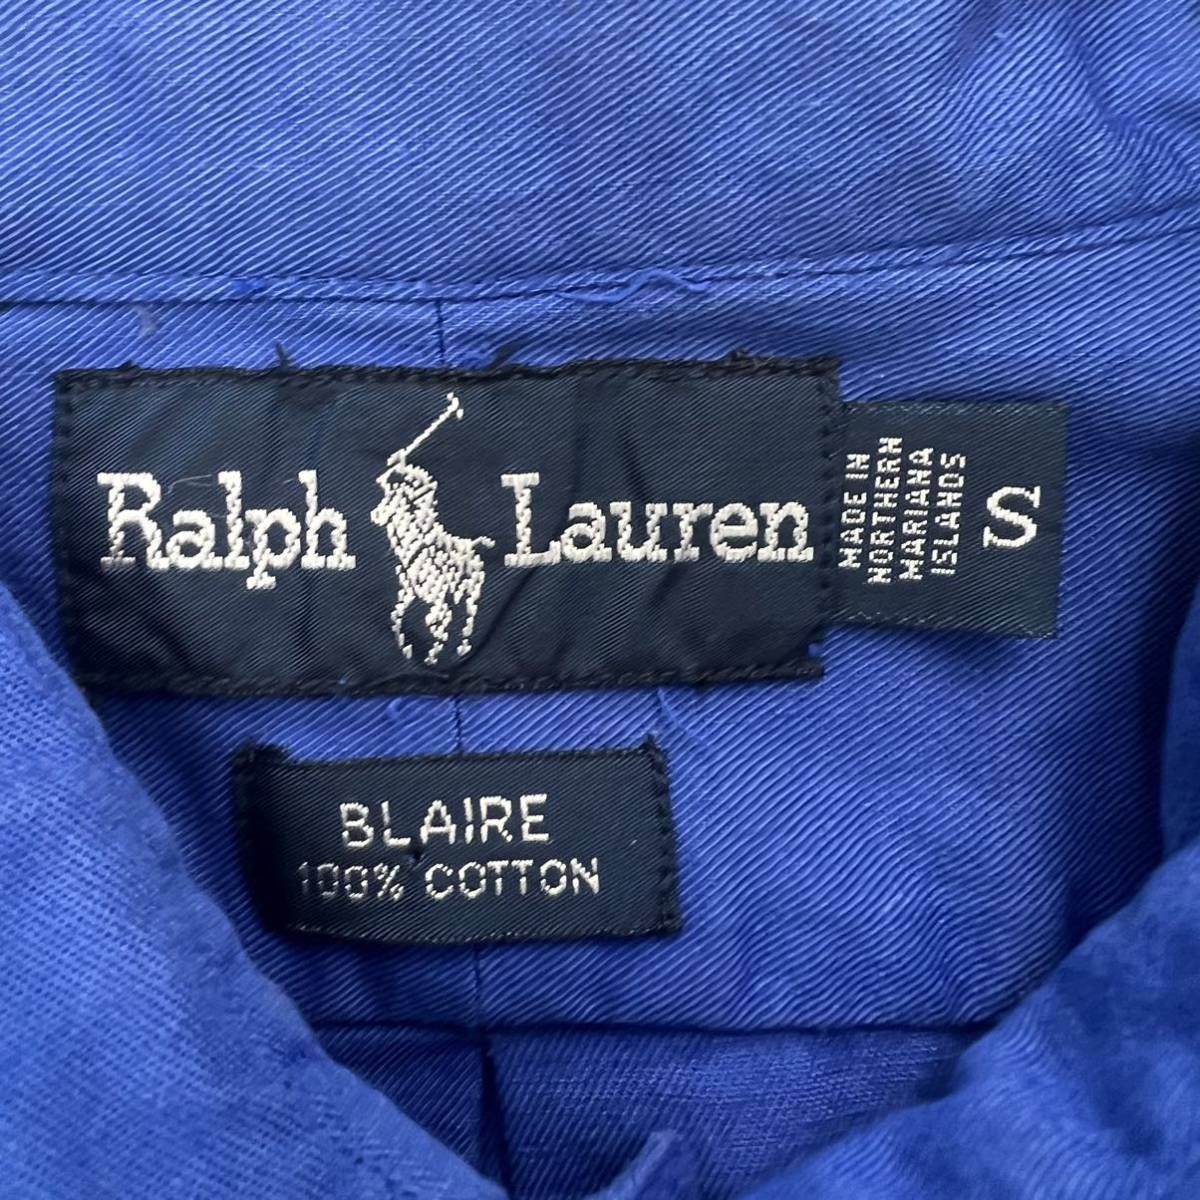 Ralph Lauren
MADE IN
NORTHERN
MARIANA
ISLANDS
S
BLAIRE
100% COTTON